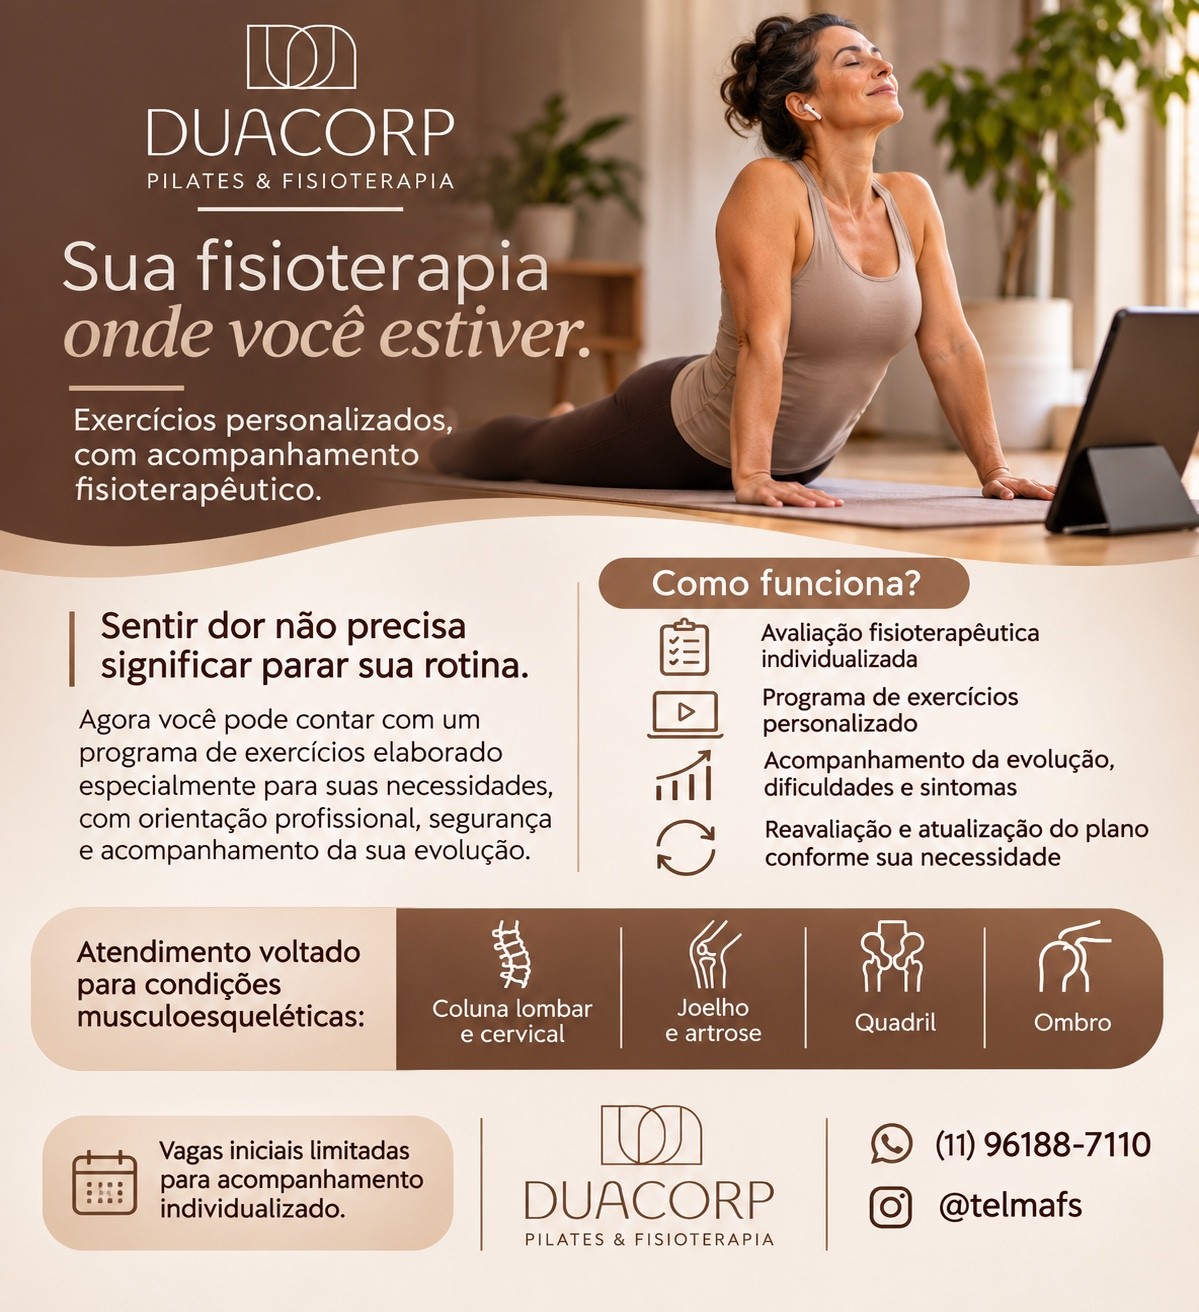 DUACORP
PILATES & FISIOTERAPIA
Sua fisioterapia
onde você estiver.
Exercícios personalizados,
com acompanhamento
fisioterapêutico.
Sentir dor não precisa
significar parar sua rotina.
Agora você pode contar com um
programa de exercícios elaborado
especialmente para suas necessidades,
com orientação profissional, segurança
e acompanhamento da sua evolução.
Como funciona?
Avaliação fisioterapêutica
individualizada
Programa de exercícios
personalizado
Acompanhamento da evolução,
dificuldades e sintomas
Reavaliação e atualização do plano
conforme sua necessidade
Atendimento voltado
para condições
musculoesqueléticas:
Coluna lombar
e cervical
Joelho
e artrose
Quadril
Ombro
Vagas iniciais limitadas
para acompanhamento
individualizado.
DUACORP
PILATES & FISIOTERAPIA
(11) 96188-7110
@telmafs